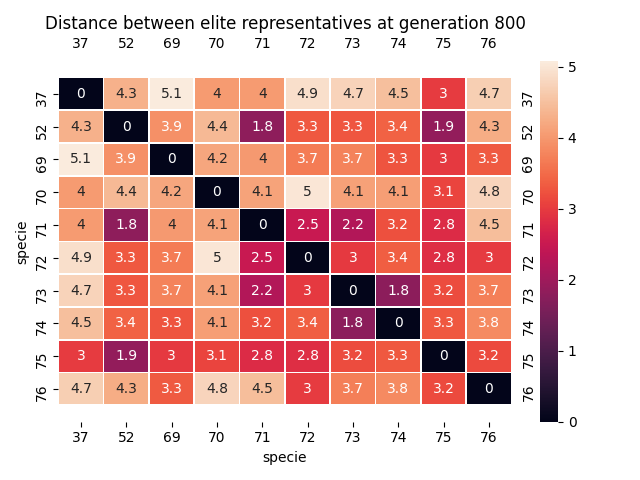 Distance between elite representatives at generation 800
37 52 69 70 71 72 73 74 75 76
37 0 4.3 5.1 4 4 4.9 4.7 4.5 3 4.7 37
52 4.3 0 3.9 4.4 1.8 3.3 3.3 3.4 1.9 4.3 52
69 5.1 3.9 0 4.2 4 3.7 3.7 3.3 3 3.3 69
70 4 4.4 4.2 0 4.1 5 4.1 4.1 3.1 4.8 70
71 4 1.8 4 4.1 0 2.5 2.2 3.2 2.8 4.5 71
72 4.9 3.3 3.7 5 2.5 0 3 3.4 2.8 3 72
73 4.7 3.3 3.7 4.1 2.2 3 0 1.8 3.2 3.7 73
74 4.5 3.4 3.3 4.1 3.2 3.4 1.8 0 3.3 3.8 74
75 3 1.9 3 3.1 2.8 2.8 3.2 3.3 0 3.2 75
76 4.7 4.3 3.3 4.8 4.5 3 3.7 3.8 3.2 0 76
37 52 69 70 71 72 73 74 75 76
specie
specie
5
4
3
2
1
0